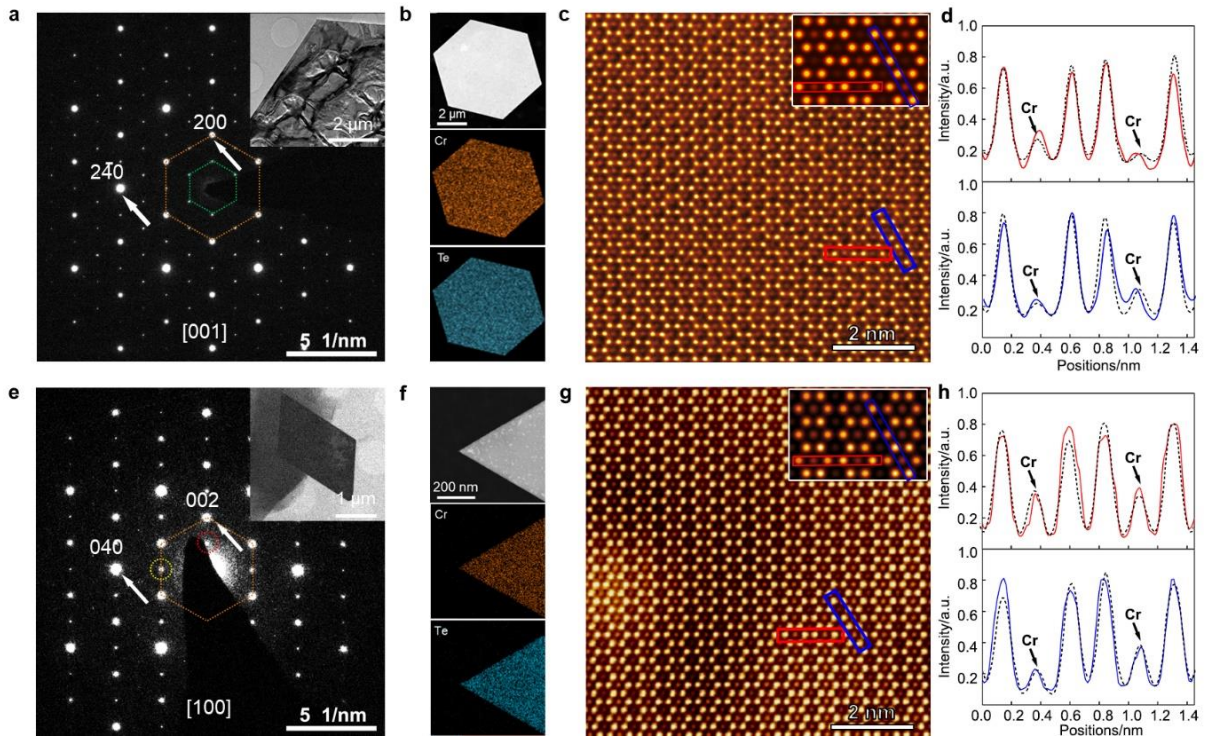 a
200
2 μm
24̅0
[001]
5 1/nm
b
2 μm
Cr
Te
c
2 nm
d
1.0
0.8
0.6
0.4
0.2
Intensity/a.u.
Cr
Cr
0.8
0.6
0.4
0.2
Intensity/a.u.
Cr
Cr
0.0 0.2 0.4 0.6 0.8 1.0 1.2 1.4
Positions/nm
e
002
1 μm
040
[100]
5 1/nm
f
200 nm
Cr
Te
g
2 nm
h
1.0
0.8
0.6
0.4
0.2
Intensity/a.u.
Cr
Cr
0.8
0.6
0.4
0.2
Intensity/a.u.
Cr
Cr
0.0 0.2 0.4 0.6 0.8 1.0 1.2 1.4
Positions/nm